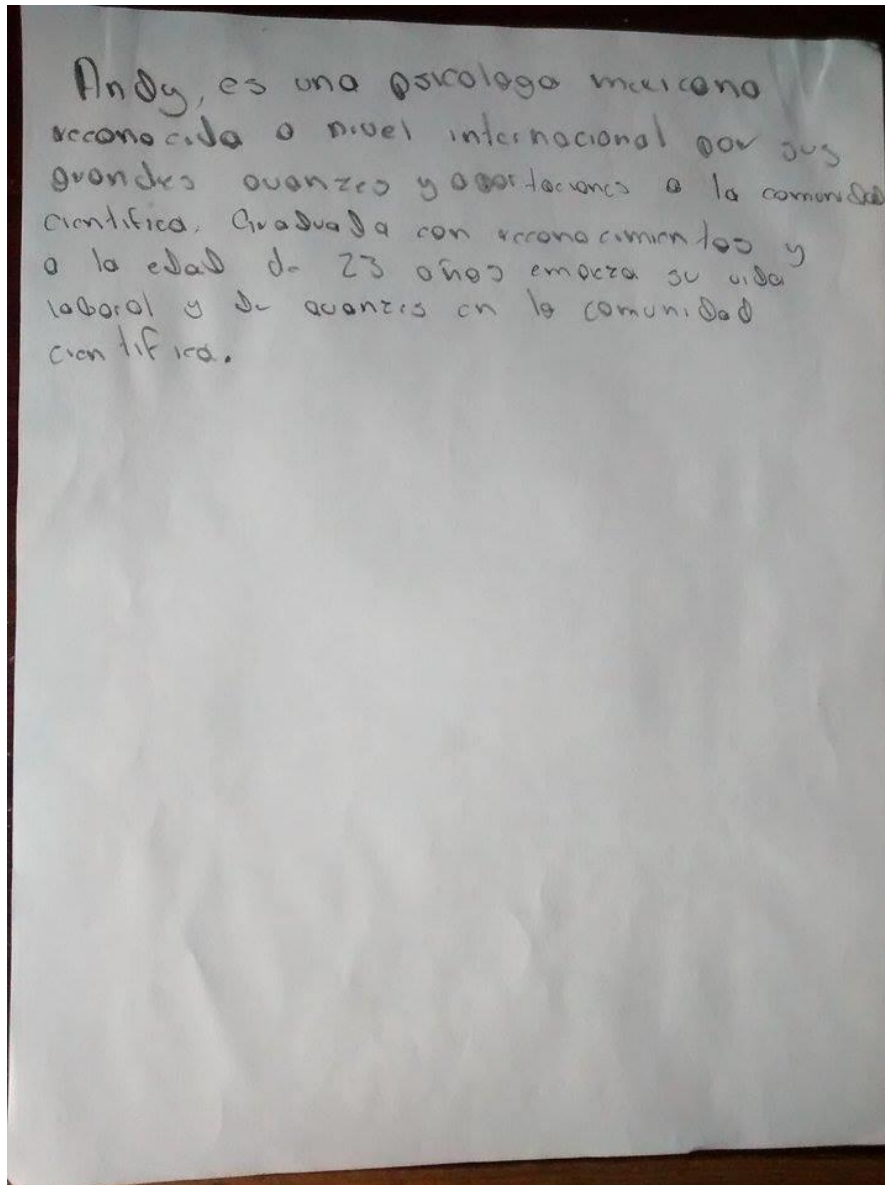 Andy, es una psicologa mexicana
reconocida a nivel internacional por sus
grandes avanzes y aportaciones a la comunidad
cientifica. Graduada con reconocimientos y
a la edad de 23 años empieza su vida
laboral y de avanzes en la comunidad
cientifica.